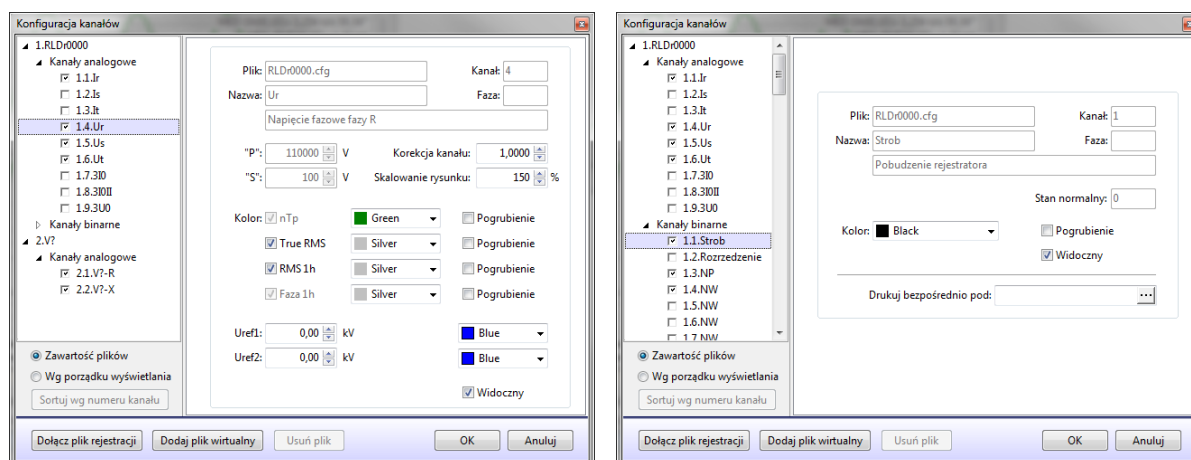 Konfiguracja kanałów
1.RLDr0000
Kanały analogowe
1.1.Ir
1.2.Is
1.3.It
1.4.Ur
1.5.Us
1.6.Ut
1.7.3I0
1.8.3I0II
1.9.3U0
Kanały binarne
2.V?
Kanały analogowe
2.1.V?-R
2.2.V?-X
Zawartość plików
Wg porządku wyświetlania
Sortuj wg numeru kanału
Plik: RLDr0000.cfg Kanał: 4
Nazwa: Ur Faza:
Napięcie fazowe fazy R
"P": 110000 V Korekcja kanału: 1,0000
"S": 100 V Skalowanie rysunku: 150 %
Kolor: nTp Green Pogrubienie
True RMS Silver Pogrubienie
RMS 1h Silver Pogrubienie
Faza 1h Silver Pogrubienie
Uref1: 0,00 kV Blue
Uref2: 0,00 kV Blue
Widoczny
Dołącz plik rejestracji Dodaj plik wirtualny Usuń plik OK Anuluj
Konfiguracja kanałów
1.RLDr0000
Kanały analogowe
1.1.Ir
1.2.Is
1.3.It
1.4.Ur
1.5.Us
1.6.Ut
1.7.3I0
1.8.3I0II
1.9.3U0
Kanały binarne
1.1.Strob
1.2.Rozrzedzenie
1.3.NP
1.4.NW
1.5.NW
1.6.NW
1.7.NW
Zawartość plików
Wg porządku wyświetlania
Sortuj wg numeru kanału
Plik: RLDr0000.cfg Kanał: 1
Nazwa: Strob Faza:
Pobudzenie rejestratora
Stan normalny: 0
Kolor: Black Pogrubienie
Widoczny
Drukuj bezpośrednio pod: ...
Dołącz plik rejestracji Dodaj plik wirtualny Usuń plik OK Anuluj